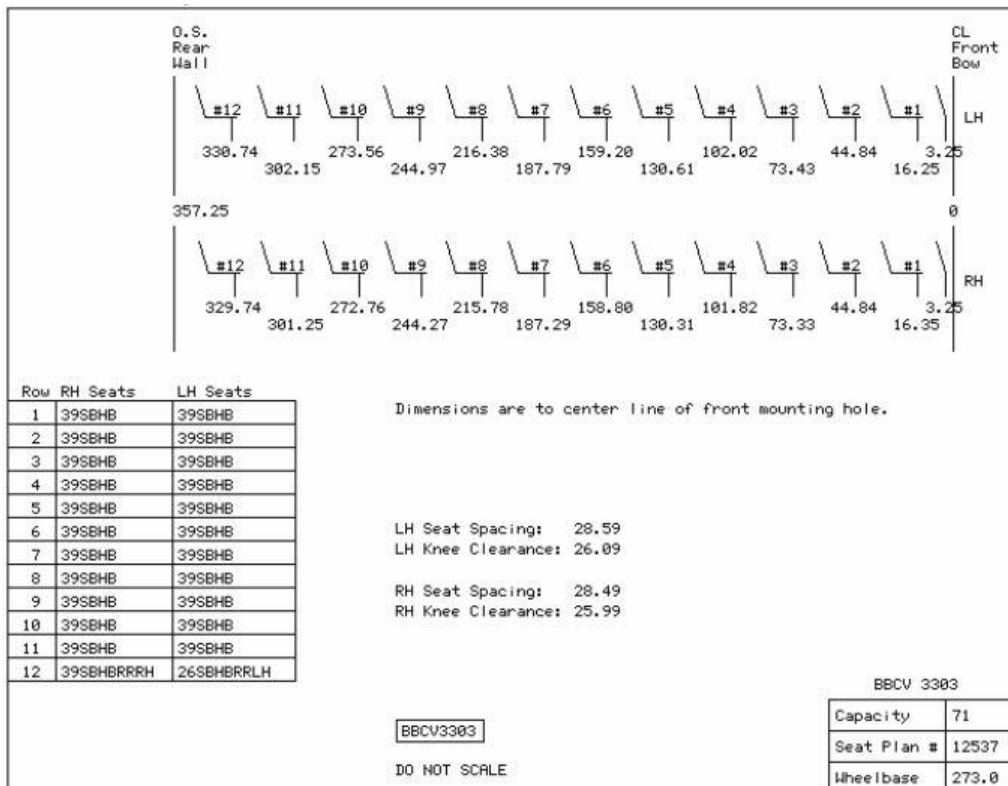 O.S.
Rear
Wall
CL
Front
Bow
#12 #11 #10 #9 #8 #7 #6 #5 #4 #3 #2 #1 LH
330.74 273.56 216.38 159.20 102.02 44.84 3.25
302.15 244.97 187.79 130.61 73.43 16.25
357.25 0
#12 #11 #10 #9 #8 #7 #6 #5 #4 #3 #2 #1 RH
329.74 272.76 215.78 158.80 101.82 44.84 3.25
301.25 244.27 187.29 130.31 73.33 16.35
Row RH Seats LH Seats
1 39SBHB 39SBHB
2 39SBHB 39SBHB
3 39SBHB 39SBHB
4 39SBHB 39SBHB
5 39SBHB 39SBHB
6 39SBHB 39SBHB
7 39SBHB 39SBHB
8 39SBHB 39SBHB
9 39SBHB 39SBHB
10 39SBHB 39SBHB
11 39SBHB 39SBHB
12 39SBHBRRRH 26SBHBRRLH
Dimensions are to center line of front mounting hole.
LH Seat Spacing: 28.59
LH Knee Clearance: 26.09
RH Seat Spacing: 28.49
RH Knee Clearance: 25.99
BBCV3303
DO NOT SCALE
BBCV 3303
Capacity 71
Seat Plan # 12537
Wheelbase 273.0